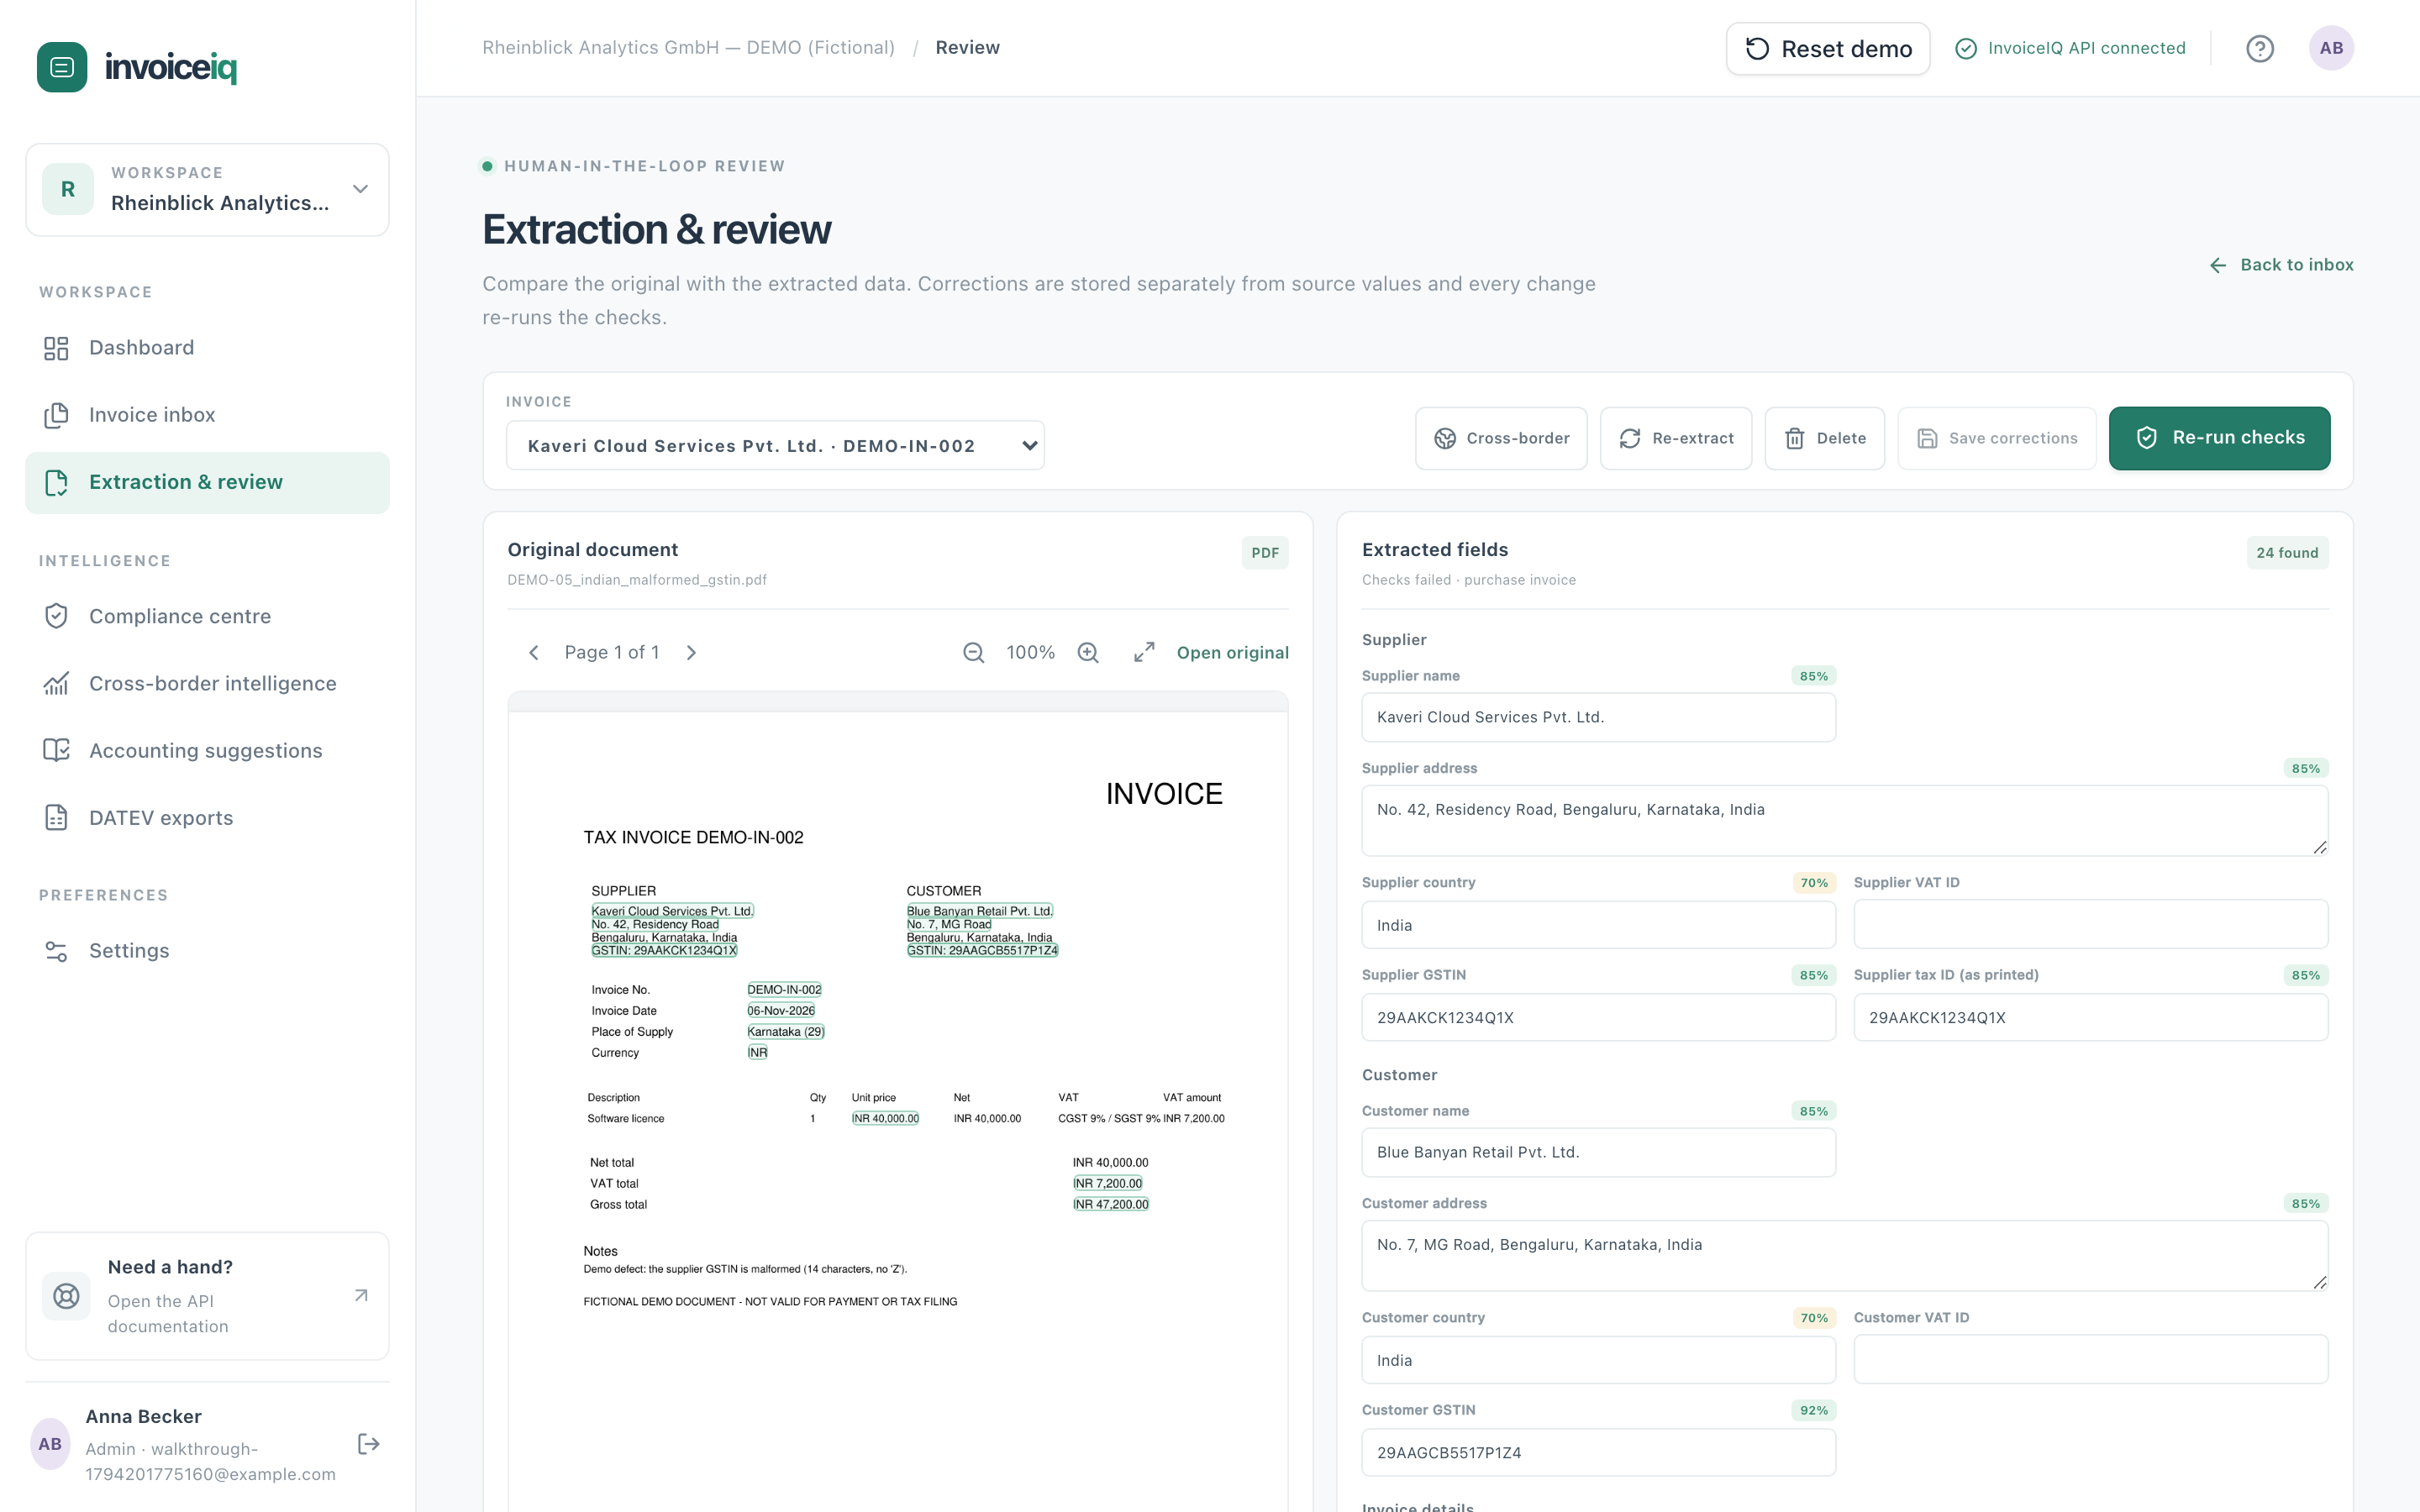 invoiceiq
WORKSPACE
Rheinblick Analytics...
WORKSPACE
Dashboard
Invoice inbox
Extraction & review
INTELLIGENCE
Compliance centre
Cross-border intelligence
Accounting suggestions
DATEV exports
PREFERENCES
Settings
Need a hand?
Open the API
documentation
AB
Anna Becker
Admin · walkthrough-
1794201775160@example.com
Rheinblick Analytics GmbH — DEMO (Fictional) / Review
Reset demo
InvoiceIQ API connected
AB
HUMAN-IN-THE-LOOP REVIEW
Extraction & review
Compare the original with the extracted data. Corrections are stored separately from source values and every change
re-runs the checks.
Back to inbox
INVOICE
Kaveri Cloud Services Pvt. Ltd. · DEMO-IN-002
Cross-border
Re-extract
Delete
Save corrections
Re-run checks
Original document
PDF
DEMO-05_indian_malformed_gstin.pdf
Page 1 of 1
100%
Open original
INVOICE
TAX INVOICE DEMO-IN-002
SUPPLIER
Kaveri Cloud Services Pvt. Ltd.
No. 42, Residency Road
Bengaluru, Karnataka, India
GSTIN: 29AAKCK1234Q1X
CUSTOMER
Blue Banyan Retail Pvt. Ltd.
No. 7, MG Road
Bengaluru, Karnataka, India
GSTIN: 29AAGCB5517P1Z4
Invoice No. DEMO-IN-002
Invoice Date 06-Nov-2026
Place of Supply Karnataka (29)
Currency INR
Description Qty Unit price Net VAT VAT amount
Software licence 1 INR 40,000.00 INR 40,000.00 CGST 9% / SGST 9% INR 7,200.00
Net total INR 40,000.00
VAT total INR 7,200.00
Gross total INR 47,200.00
Notes
Demo defect: the supplier GSTIN is malformed (14 characters, no 'Z').
FICTIONAL DEMO DOCUMENT - NOT VALID FOR PAYMENT OR TAX FILING
Extracted fields
24 found
Checks failed · purchase invoice
Supplier
Supplier name 85%
Kaveri Cloud Services Pvt. Ltd.
Supplier address 85%
No. 42, Residency Road, Bengaluru, Karnataka, India
Supplier country 70%
India
Supplier VAT ID
Supplier GSTIN 85%
29AAKCK1234Q1X
Supplier tax ID (as printed) 85%
29AAKCK1234Q1X
Customer
Customer name 85%
Blue Banyan Retail Pvt. Ltd.
Customer address 85%
No. 7, MG Road, Bengaluru, Karnataka, India
Customer country 70%
India
Customer VAT ID
Customer GSTIN 92%
29AAGCB5517P1Z4
Invoice details